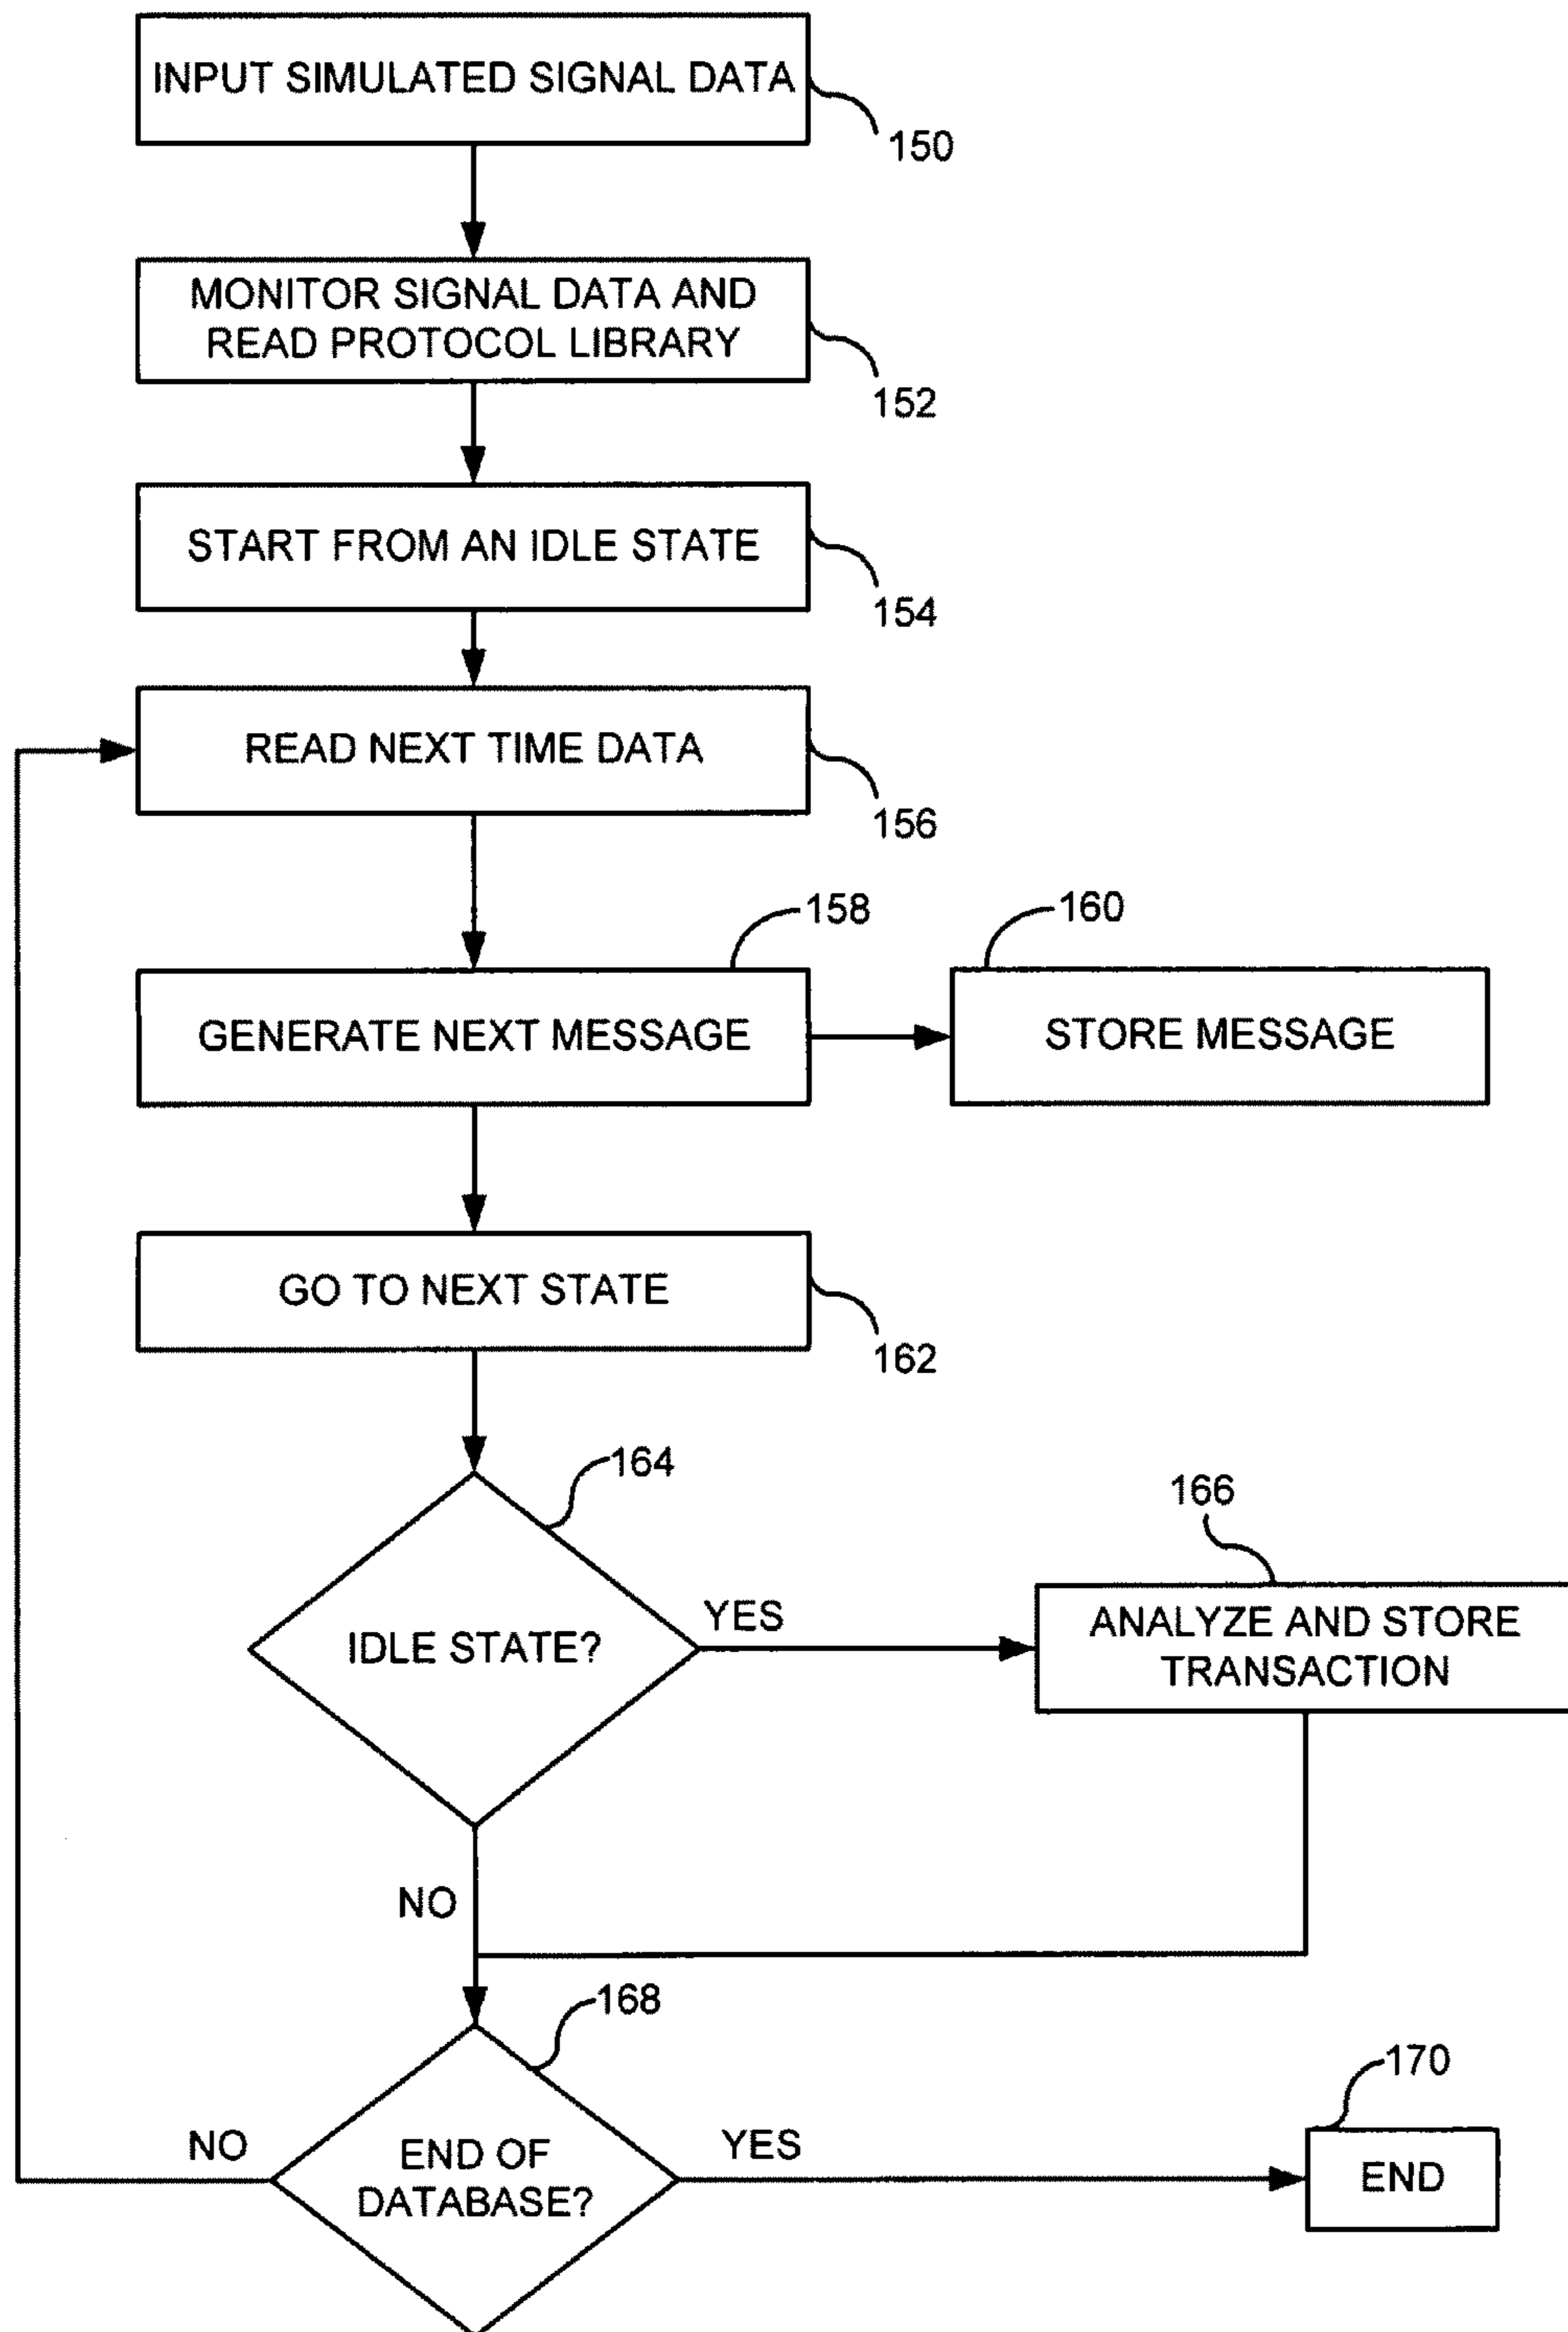 INPUT SIMULATED SIGNAL DATA
150
MONITOR SIGNAL DATA AND
READ PROTOCOL LIBRARY
152
START FROM AN IDLE STATE
154
READ NEXT TIME DATA
156
158
160
GENERATE NEXT MESSAGE
STORE MESSAGE
GO TO NEXT STATE
162
164
166
IDLE STATE?
YES
ANALYZE AND STORE
TRANSACTION
NO
168
170
NO
END OF
DATABASE?
YES
END